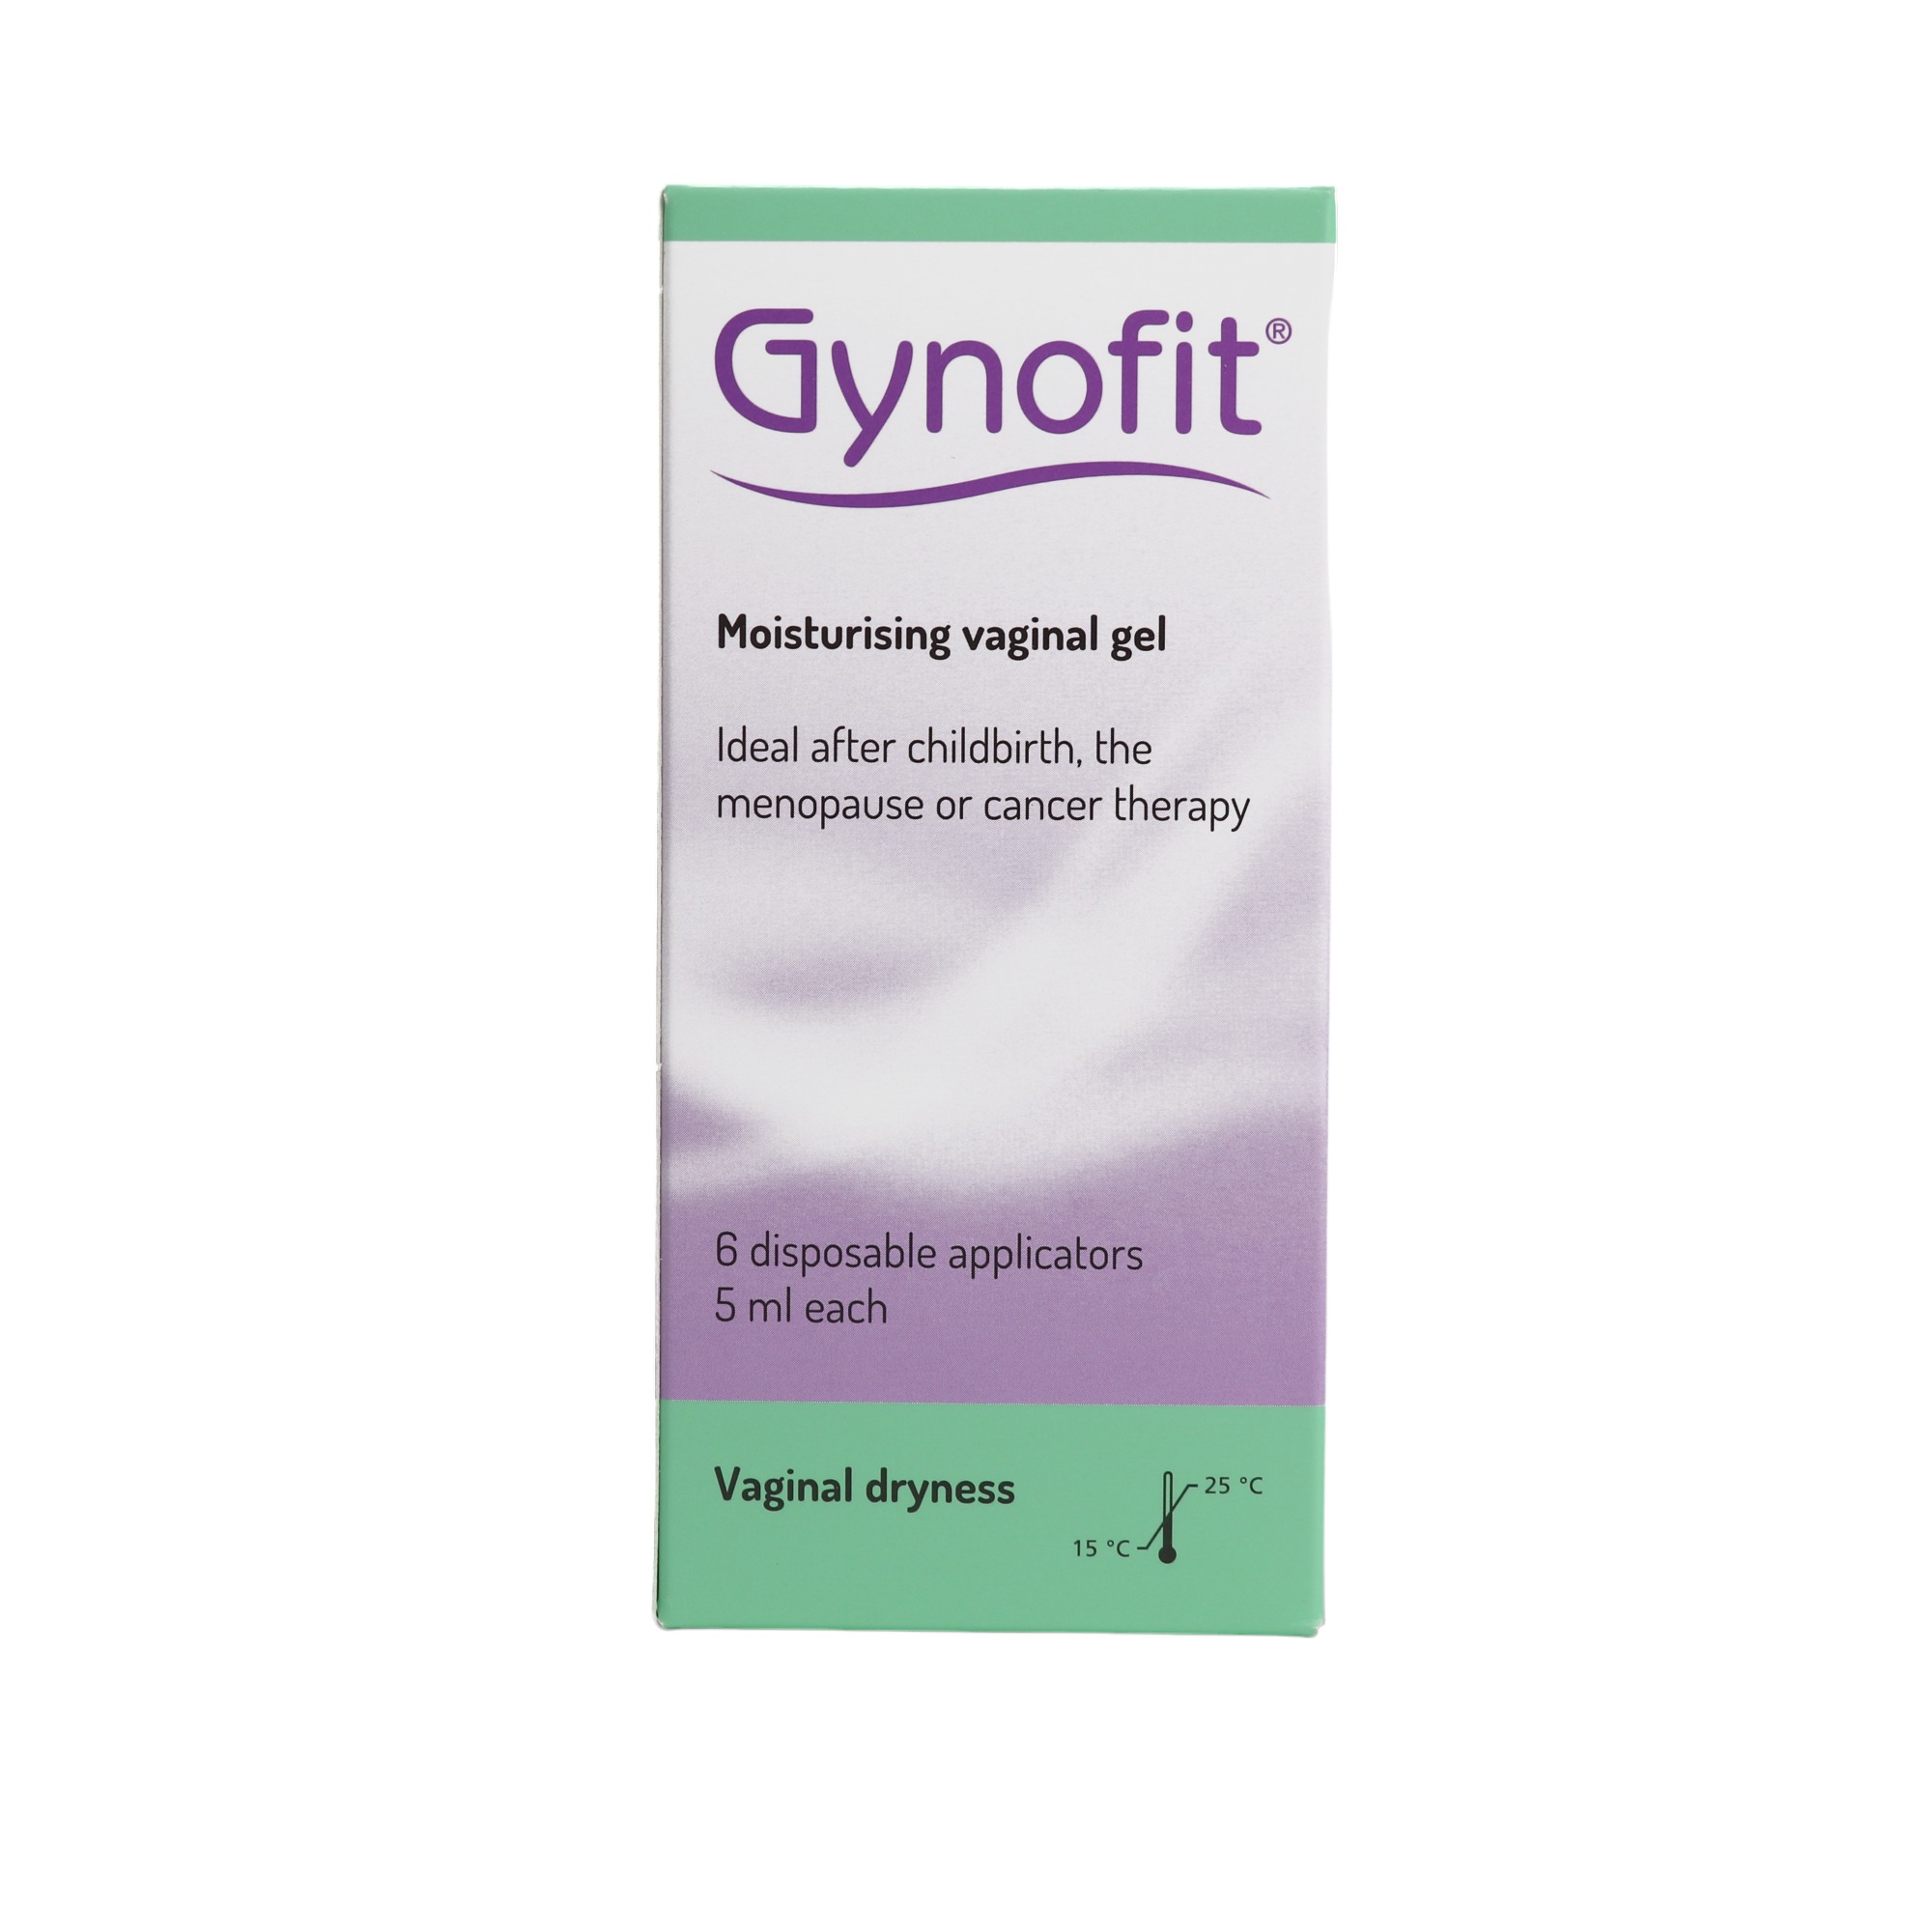 Gynofit®
Moisturising vaginal gel
Ideal after childbirth, the
menopause or cancer therapy
6 disposable applicators
5 ml each
Vaginal dryness
25 °C
15 °C